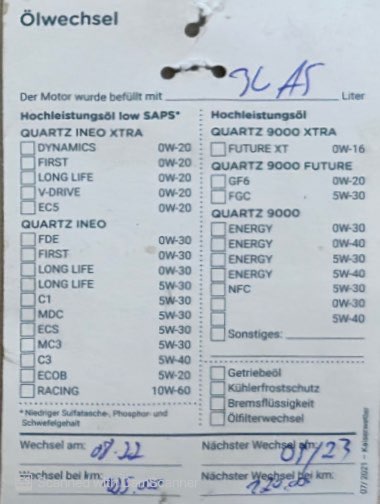 Ölwechsel
Der Motor wurde befüllt mit Liter
Hochleistungsöl low SAPS*
QUARTZ INEO XTRA
DYNAMICS 0W-20
FIRST 0W-20
LONG LIFE 0W-20
V-DRIVE 0W-20
EC5 0W-20
QUARTZ INEO
FDE 0W-30
FIRST 0W-30
LONG LIFE 0W-30
LONG LIFE 5W-30
C1 5W-30
MDC 5W-30
ECS 5W-30
MC3 5W-30
C3 5W-40
ECOB 5W-20
RACING 10W-60
* Niedriger Sulfatasche-, Phosphor- und
Schwefelgehalt
Hochleistungsöl
QUARTZ 9000 XTRA
FUTURE XT 0W-16
QUARTZ 9000 FUTURE
GF6 0W-20
FGC 5W-30
QUARTZ 9000
ENERGY 0W-30
ENERGY 0W-40
ENERGY 5W-30
ENERGY 5W-40
NFC 5W-30
0W-30
5W-40
Sonstiges:
Getriebeöl
Kühlerfrostschutz
Bremsflüssigkeit
Ölfilterwechsel
Wechsel am: 08.22 Nächster Wechsel am: /23
Wechsel bei km: Nächster Wechsel bei km:
Scanned with CamScanner
07/2021 - Kaiserwetter